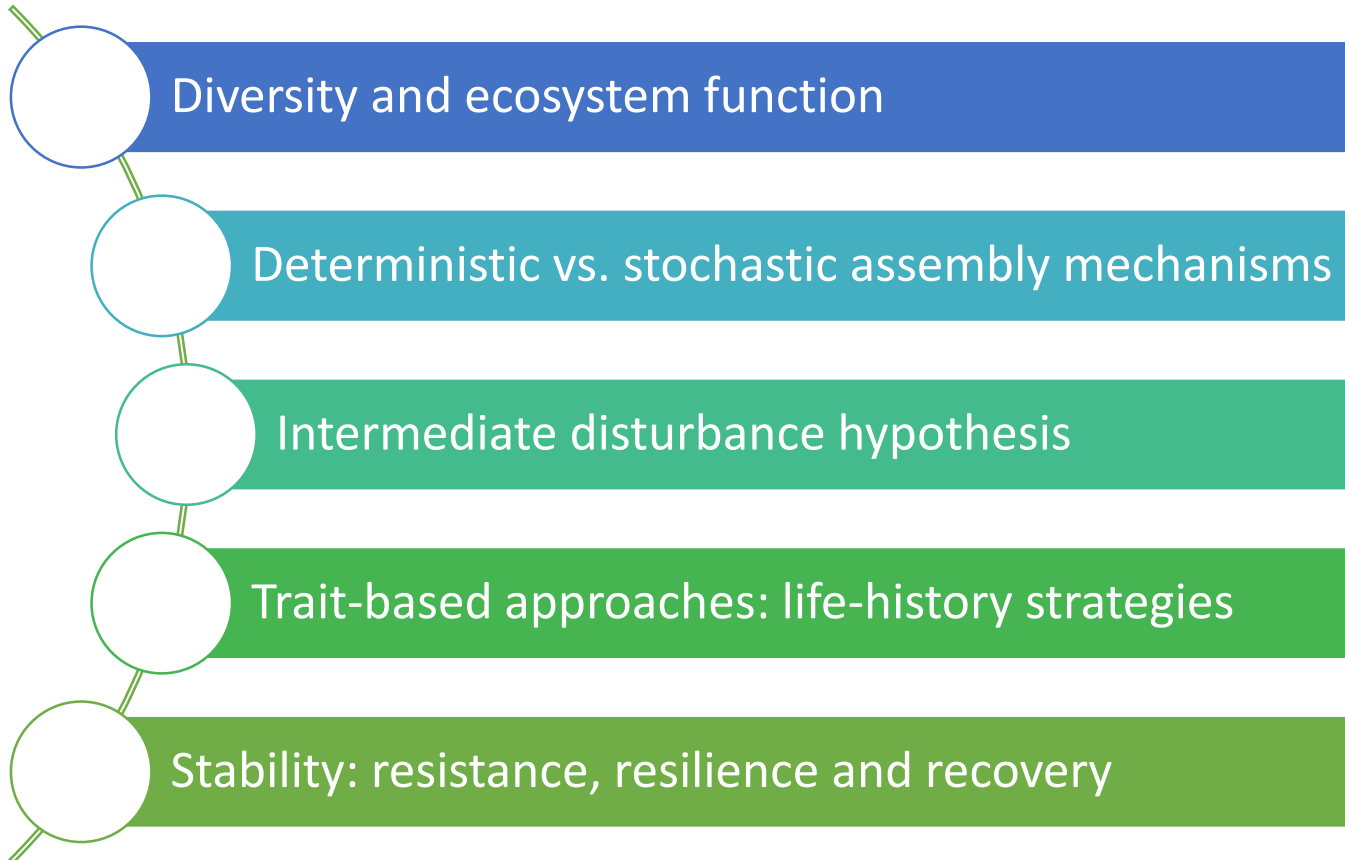 Diversity and ecosystem function
Deterministic vs. stochastic assembly mechanisms
Intermediate disturbance hypothesis
Trait-based approaches: life-history strategies
Stability: resistance, resilience and recovery